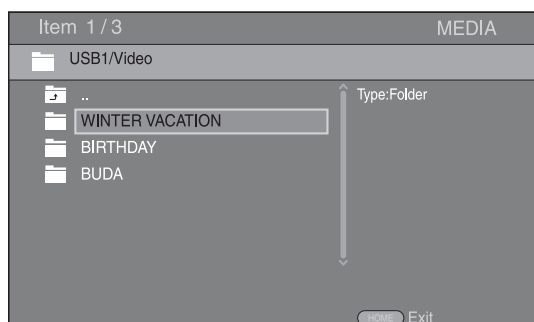 Item 1/3 MEDIA
USB1/Video
.. Type:Folder
WINTER VACATION
BIRTHDAY
BUDA
HOME Exit